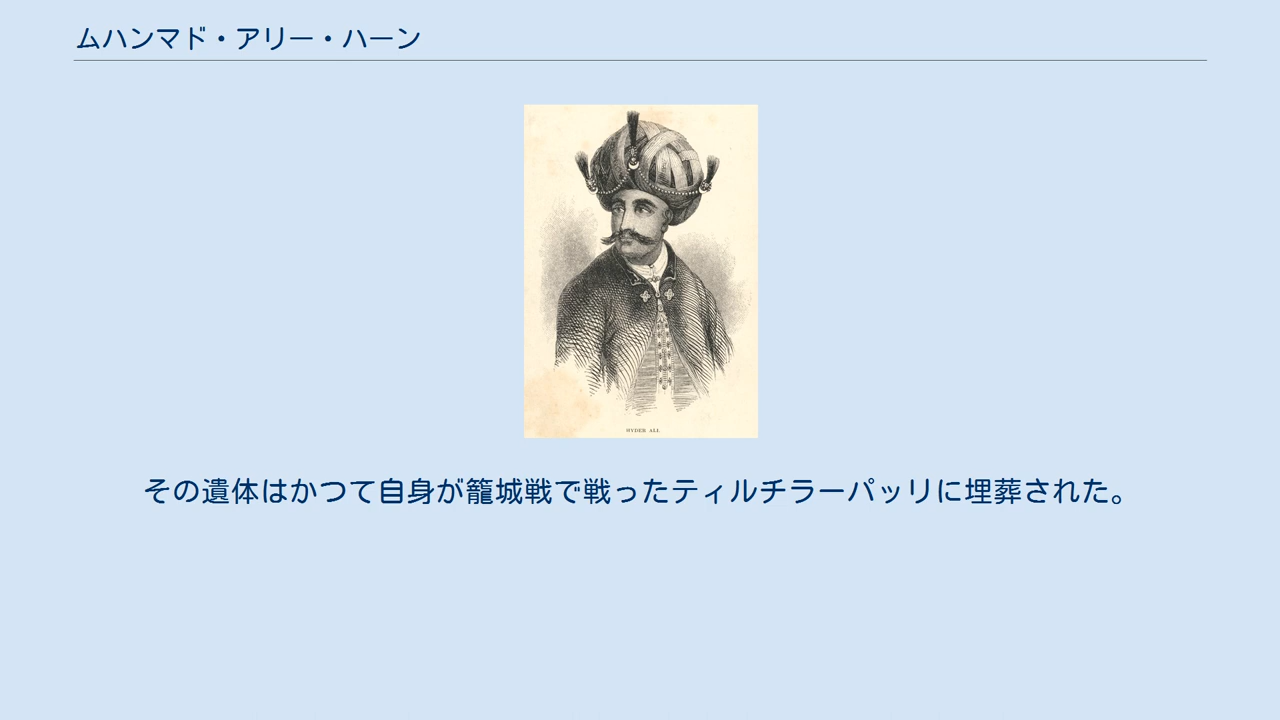 ムハンマド・アリー・ハーン
HYDER ALI.
その遺体はかつて自身が籠城戦で戦ったティルチラーパッリに埋葬された。